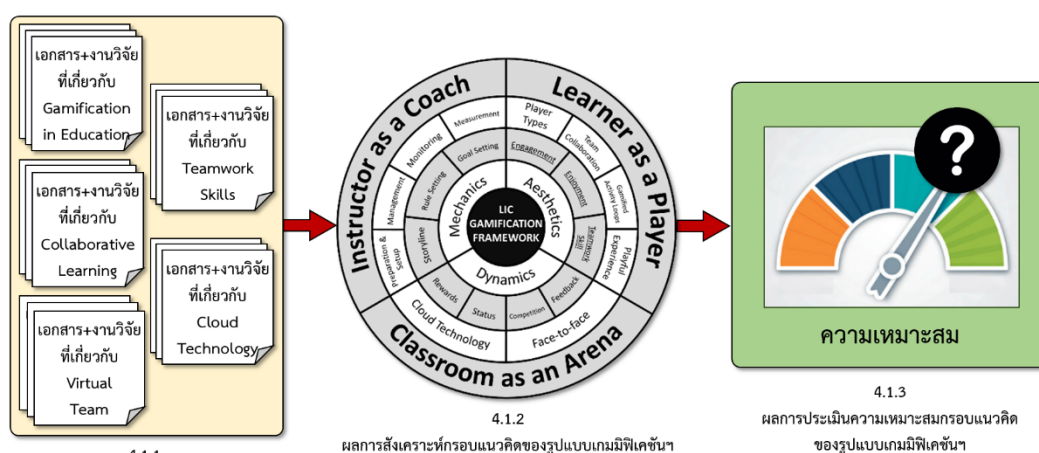 เอกสาร+งานวิจัย
ที่เกี่ยวกับ
Gamification
in Education
เอกสาร+งานวิจัย
ที่เกี่ยวกับ
Teamwork
Skills
เอกสาร+งานวิจัย
ที่เกี่ยวกับ
Collaborative
Learning
เอกสาร+งานวิจัย
ที่เกี่ยวกับ
Cloud
Technology
เอกสาร+งานวิจัย
ที่เกี่ยวกับ
Virtual
Team
Instructor as a Coach
Learner as a Player
Classroom as an Arena
Preparation &
Setup
Management
Monitoring
Measurement
Player
Types
Team
Collaboration
Gamified
Activity Loops
Playful
Experience
Face-to-face
Cloud Technology
Storyline
Rule Setting
Goal Setting
Engagement
Enjoyment
Teamwork
Skill
Feedback
Competition
Status
Rewards
Mechanics
Aesthetics
Dynamics
LIC
GAMIFICATION
FRAMEWORK
4.1.2
ผลการสังเคราะห์กรอบแนวคิดของรูปแบบเกมมิฟิเคชันฯ
?
ความเหมาะสม
4.1.3
ผลการประเมินความเหมาะสมกรอบแนวคิด
ของรูปแบบเกมมิฟิเคชันฯ